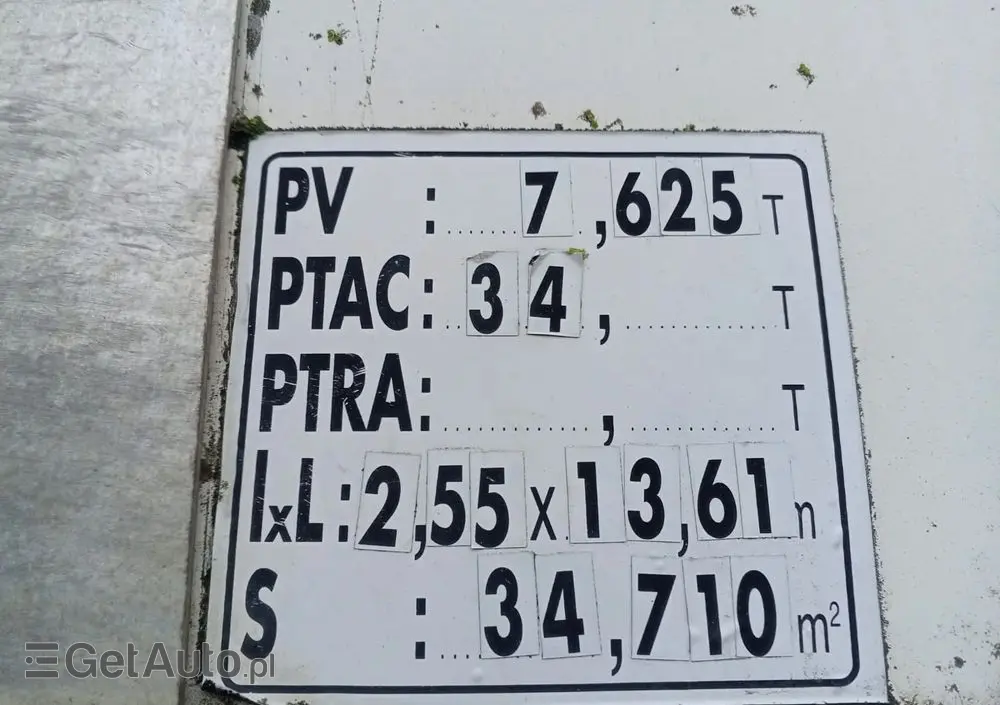 PV : 7,625 T
PTAC: 34, T
PTRA: , T
lxL: 2,55 x 13,61 n
S : 34,710 m²
GetAuto.pl